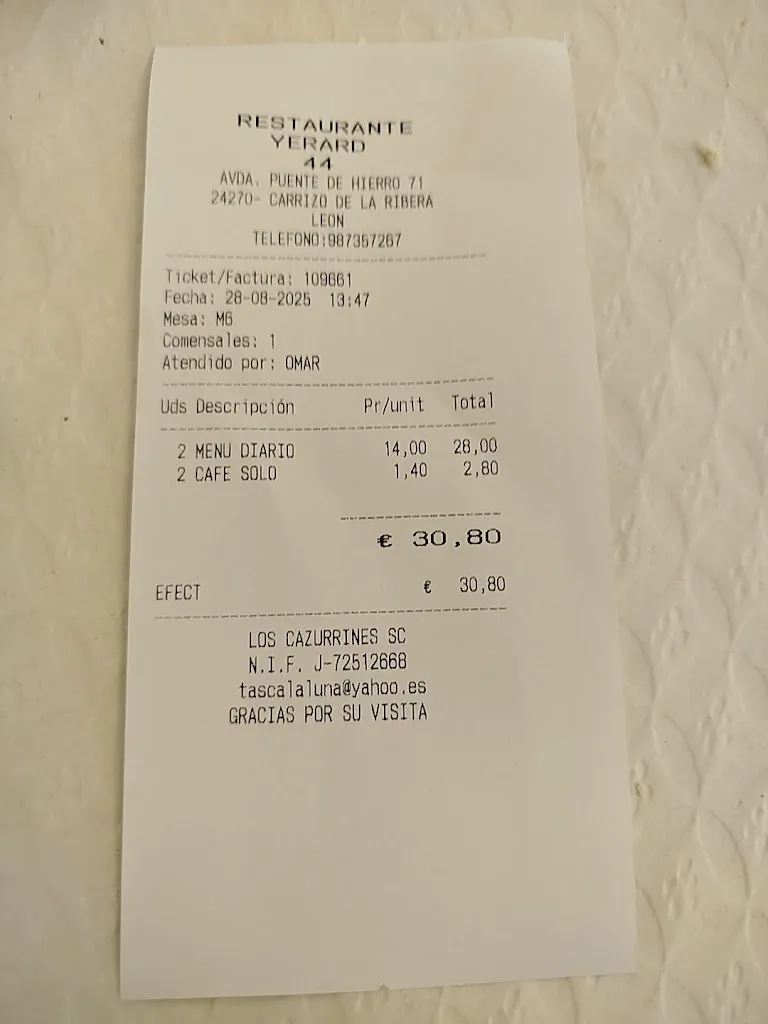 RESTAURANTE
YERARD
44
AVDA. PUENTE DE HIERRO 71
24270- CARRIZO DE LA RIBERA
LEON
TELEFONO:987357267
Ticket/Factura: 109661
Fecha: 28-08-2025 13:47
Mesa: M6
Comensales: 1
Atendido por: OMAR
Uds Descripción Pr/unit Total
2 MENU DIARIO 14,00 28,00
2 CAFE SOLO 1,40 2,80
€ 30,80
EFECT € 30,80
LOS CAZURRINES SC
N.I.F. J-72512668
tascalaluna@yahoo.es
GRACIAS POR SU VISITA